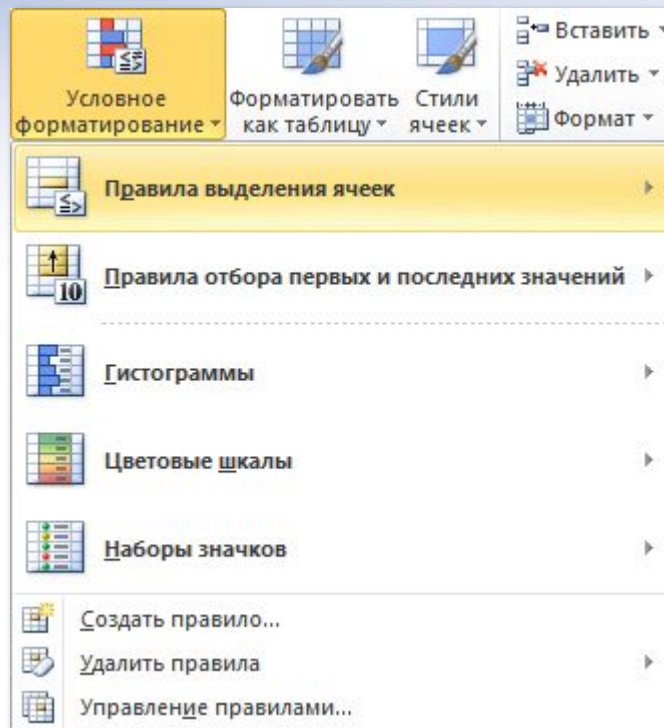 Условное
форматирование
Форматировать
как таблицу
Стили
ячеек
Вставить
Удалить
Формат
Правила выделения ячеек
10
Правила отбора первых и последних значений
Гистограммы
Цветовые шкалы
Наборы значков
Создать правило...
Удалить правила
Управление правилами...